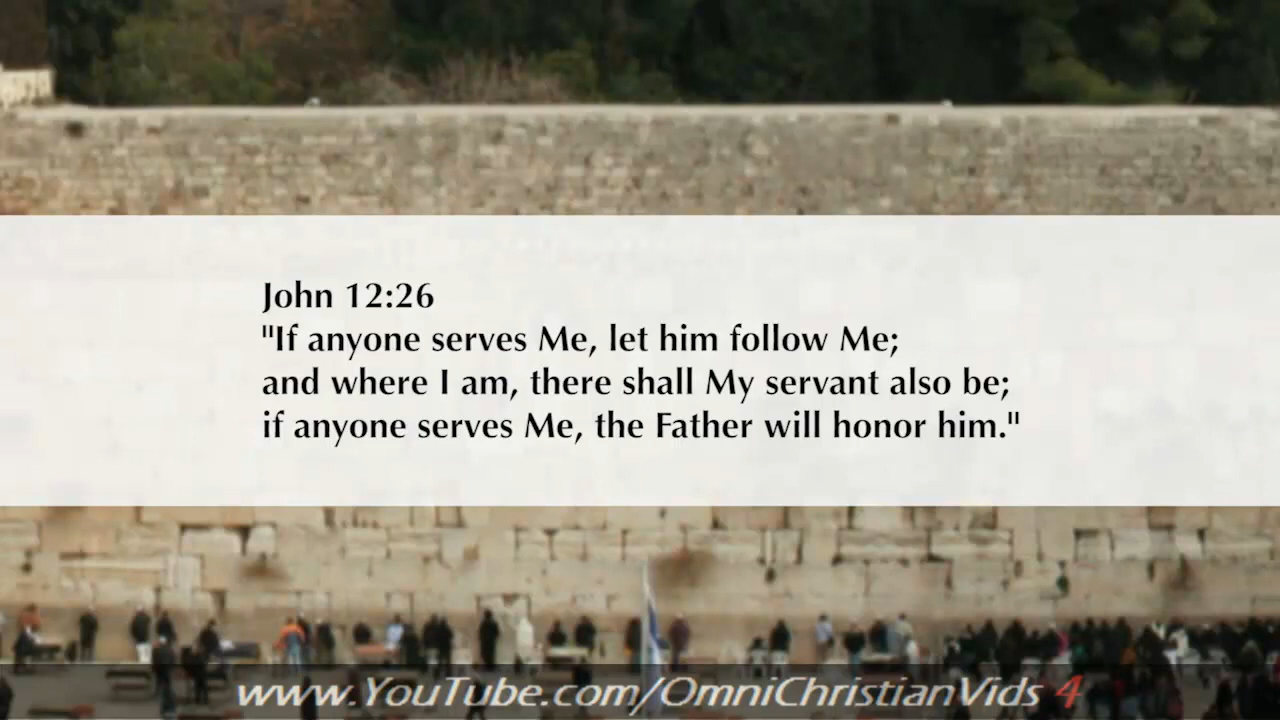 John 12:26
"If anyone serves Me, let him follow Me;
and where I am, there shall My servant also be;
if anyone serves Me, the Father will honor him."
www.YouTube.com/OmniChristianVids 4